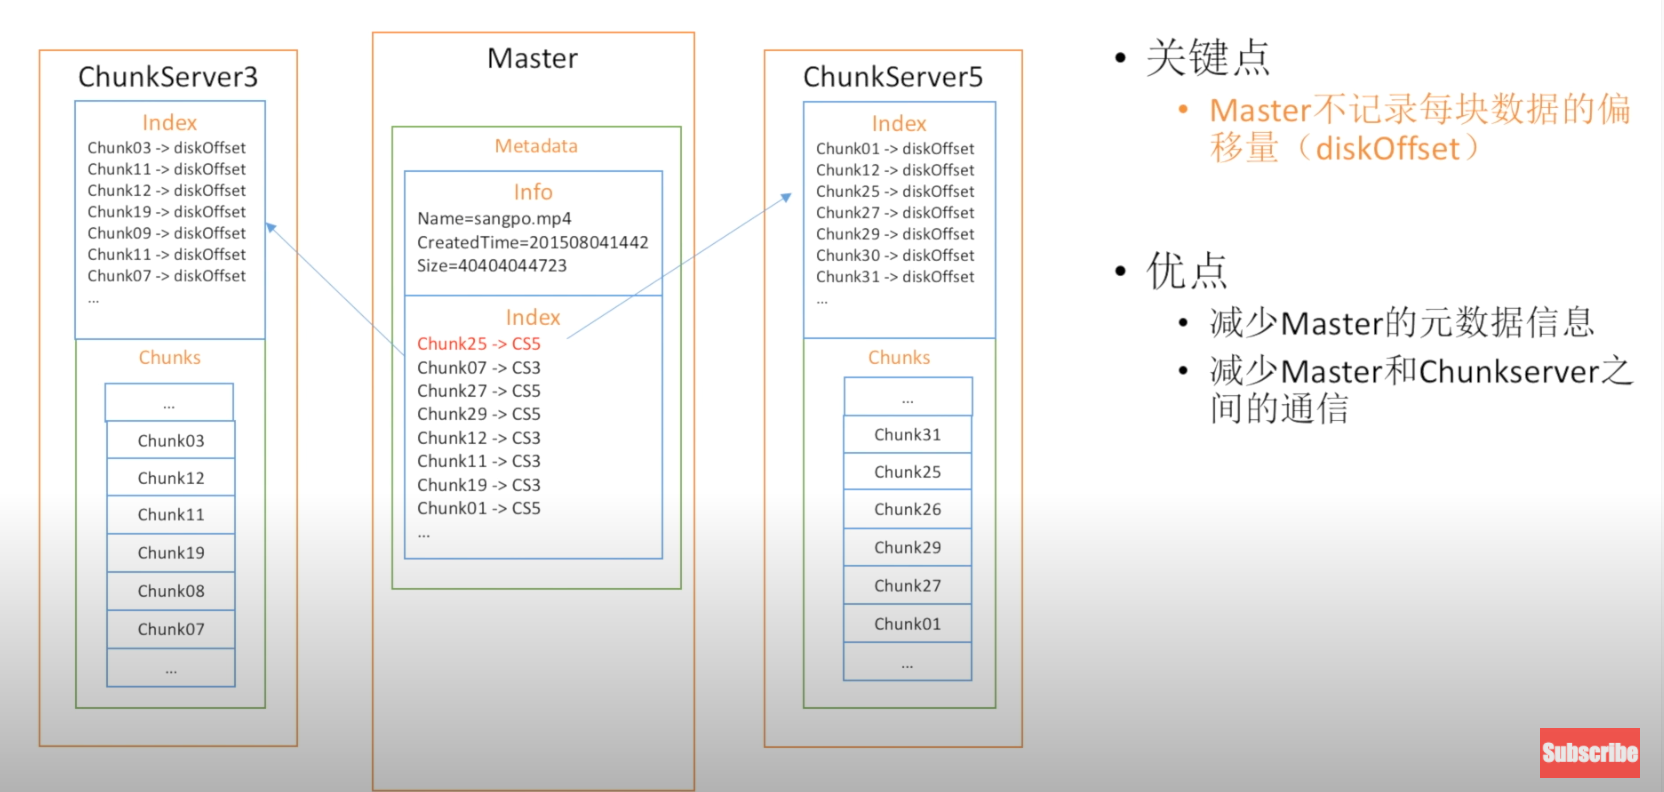 ChunkServer3
Index
Chunk03 -> diskOffset
Chunk11 -> diskOffset
Chunk12 -> diskOffset
Chunk19 -> diskOffset
Chunk09 -> diskOffset
Chunk11 -> diskOffset
Chunk07 -> diskOffset
...
Chunks
...
Chunk03
Chunk12
Chunk11
Chunk19
Chunk08
Chunk07
...
Master
Metadata
Info
Name=sangpo.mp4
CreatedTime=201508041442
Size=40404044723
Index
Chunk25 -> CS5
Chunk07 -> CS3
Chunk27 -> CS5
Chunk29 -> CS5
Chunk12 -> CS3
Chunk11 -> CS3
Chunk19 -> CS3
Chunk01 -> CS5
...
ChunkServer5
Index
Chunk01 -> diskOffset
Chunk12 -> diskOffset
Chunk25 -> diskOffset
Chunk27 -> diskOffset
Chunk29 -> diskOffset
Chunk30 -> diskOffset
Chunk31 -> diskOffset
...
Chunks
...
Chunk31
Chunk25
Chunk26
Chunk29
Chunk27
Chunk01
...
• 关键点
• Master不记录每块数据的偏
移量（diskOffset）
• 优点
• 减少Master的元数据信息
• 减少Master和Chunkserver之
间的通信
Subscribe